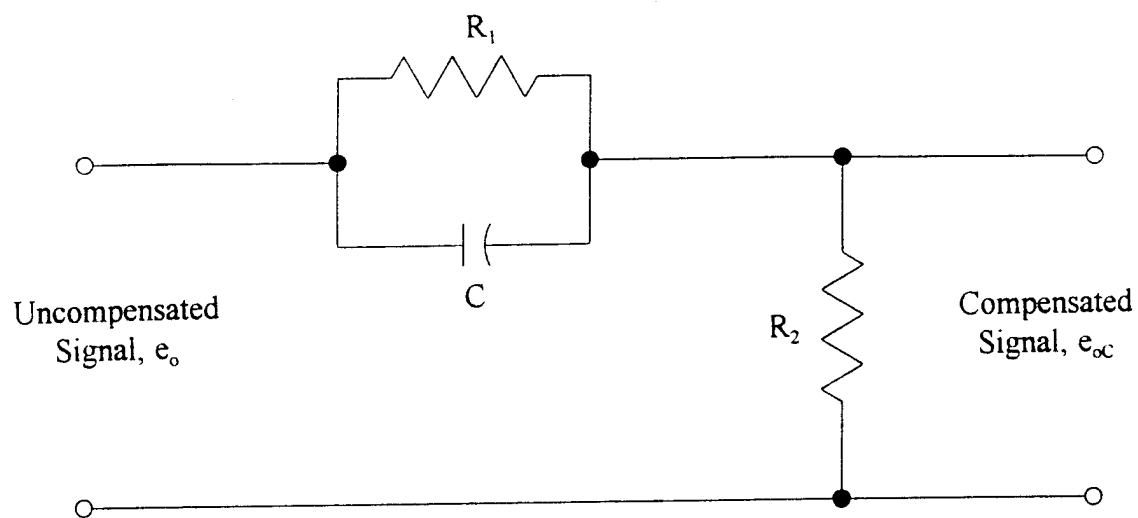 R₁
C
Uncompensated
Signal, eₒ
R₂
Compensated
Signal, eₒC